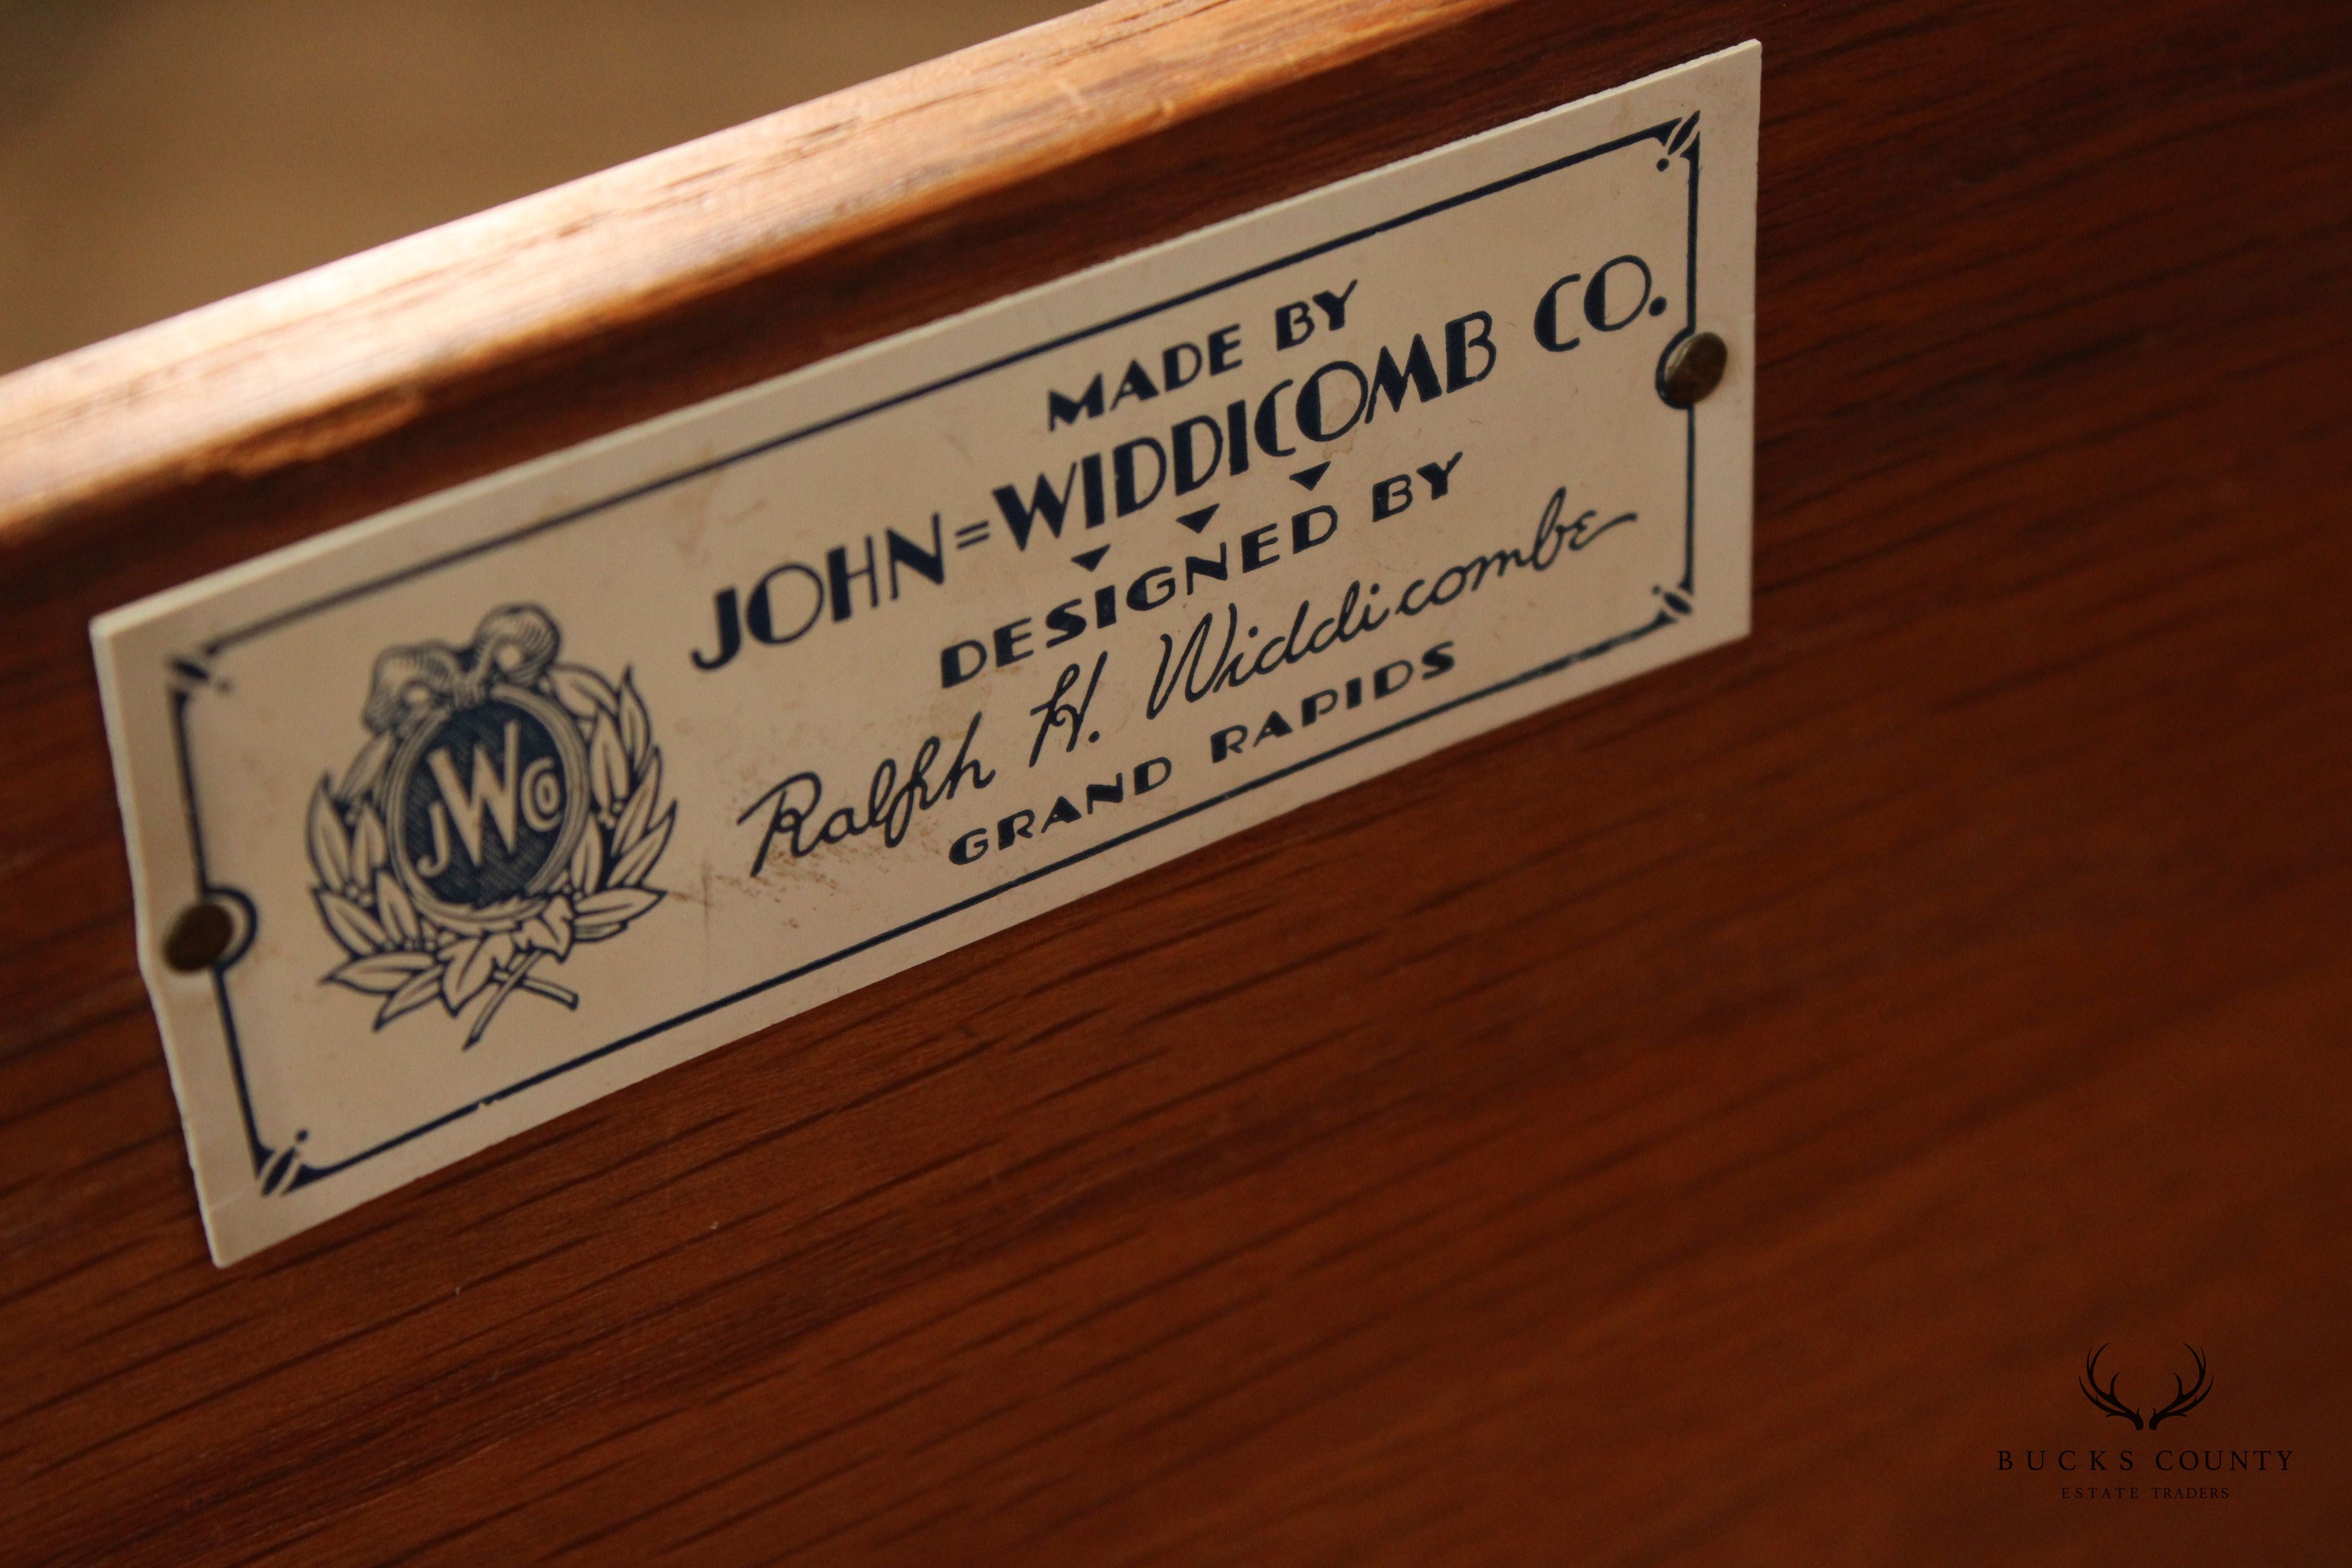 MADE BY
JOHN=WIDDICOMB CO.
DESIGNED BY
Ralph H. Widdicombe
GRAND RAPIDS
JWCO
BUCKS COUNTY
ESTATE TRADERS